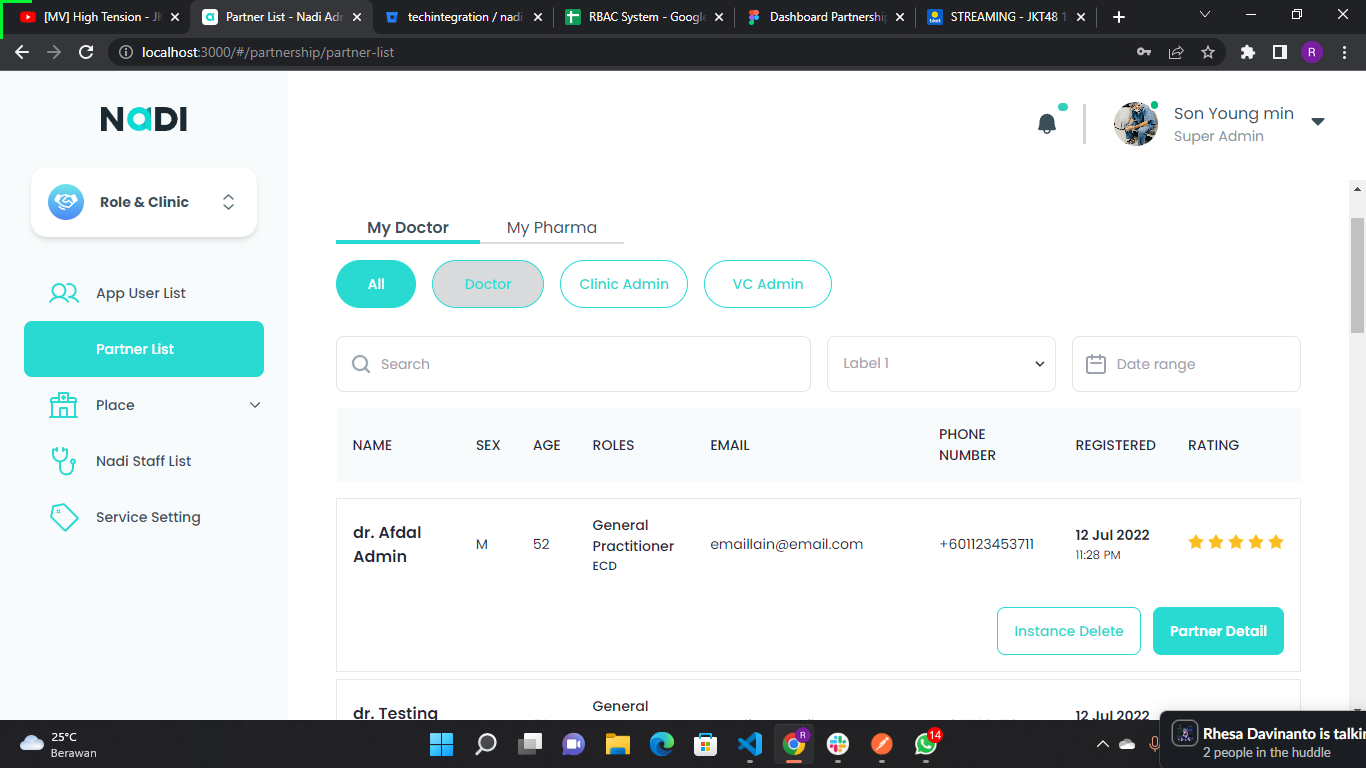 [MV] High Tension - J
Partner List - Nadi Adr
techintegration / nadi
RBAC System - Google
Dashboard Partnership
STREAMING - JKT48 1
localhost:3000/#/partnership/partner-list
R
NaDI
Son Young min
Super Admin
Role & Clinic
App User List
Partner List
Place
Nadi Staff List
Service Setting
My Doctor
My Pharma
All
Doctor
Clinic Admin
VC Admin
Search
Label 1
Date range
NAME
SEX
AGE
ROLES
EMAIL
PHONE
NUMBER
REGISTERED
RATING
dr. Afdal
Admin
M
52
General
Practitioner
ECD
emaillain@email.com
+601123453711
12 Jul 2022
11:28 PM
Instance Delete
Partner Detail
dr. Testing
General
12 Jul 2022
25°C
Berawan
R
14
Rhesa Davinanto is talki
2 people in the huddle